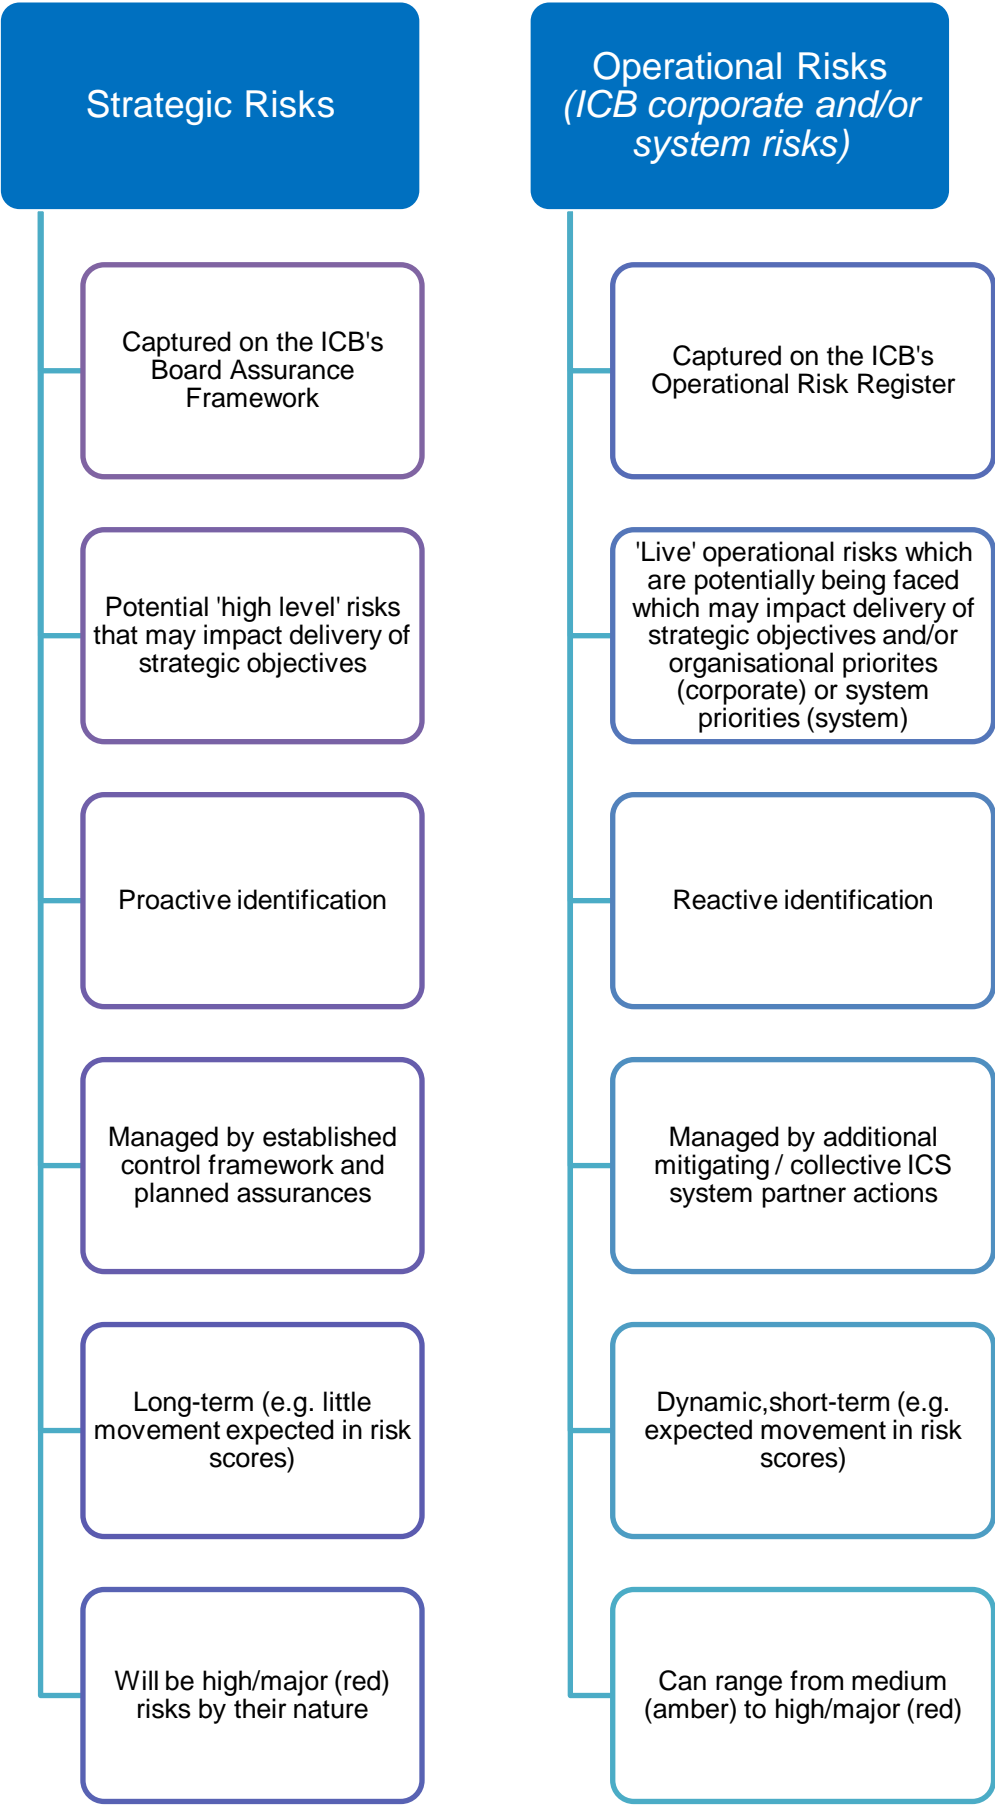 Strategic Risks
Captured on the ICB's
Board Assurance
Framework
Potential 'high level' risks
that may impact delivery of
strategic objectives
Proactive identification
Managed by established
control framework and
planned assurances
Long-term (e.g. little
movement expected in risk
scores)
Will be high/major (red)
risks by their nature
Operational Risks
(ICB corporate and/or
system risks)
Captured on the ICB's
Operational Risk Register
'Live' operational risks which
are potentially being faced
which may impact delivery of
strategic objectives and/or
organisational priorites
(corporate) or system
priorities (system)
Reactive identification
Managed by additional
mitigating / collective ICS
system partner actions
Dynamic,short-term (e.g.
expected movement in risk
scores)
Can range from medium
(amber) to high/major (red)